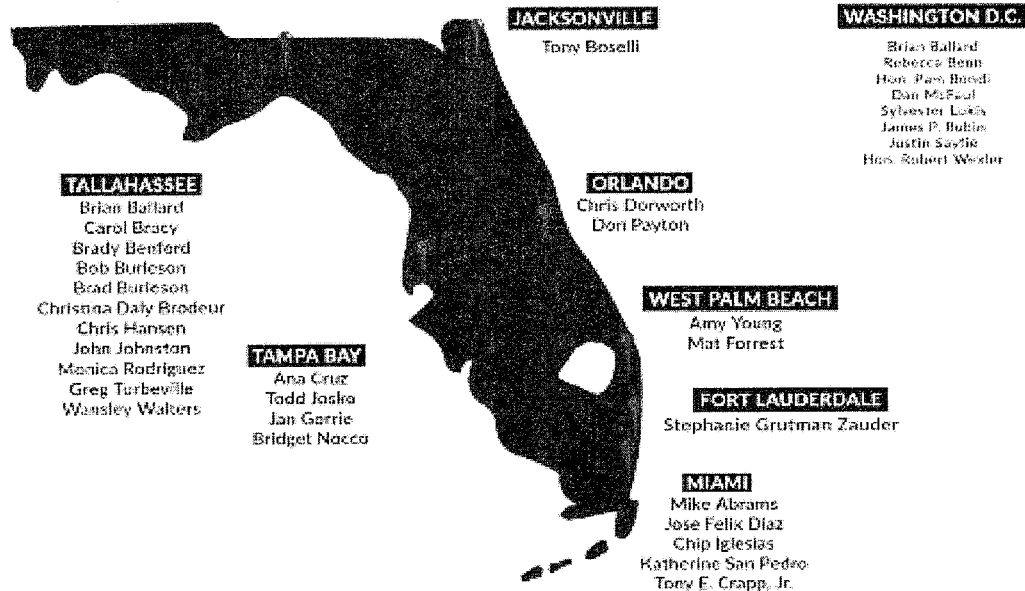 JACKSONVILLE
Tony Boselli
WASHINGTON D.C.
Brian Ballard
Rebecca Benn
Hon. Pam Bondi
Dan McFaul
Sylvester Lukis
James P. Rubin
Justin Sayfie
Hon. Robert Wexler
TALLAHASSEE
Brian Ballard
Carol Bracy
Brady Benford
Bob Burleson
Brad Burleson
Christina Daly Brodeur
Chris Hansen
John Johnston
Monica Rodriguez
Greg Turbeville
Wansley Walters
ORLANDO
Chris Dorworth
Don Payton
WEST PALM BEACH
Amy Young
Mat Forrest
TAMPA BAY
Ana Cruz
Todd Josko
Jan Gorrie
Bridget Nocco
FORT LAUDERDALE
Stephanie Grutman Zauder
MIAMI
Mike Abrams
Jose Felix Diaz
Chip Iglesias
Katherine San Pedro
Tony E. Crapp, Jr.